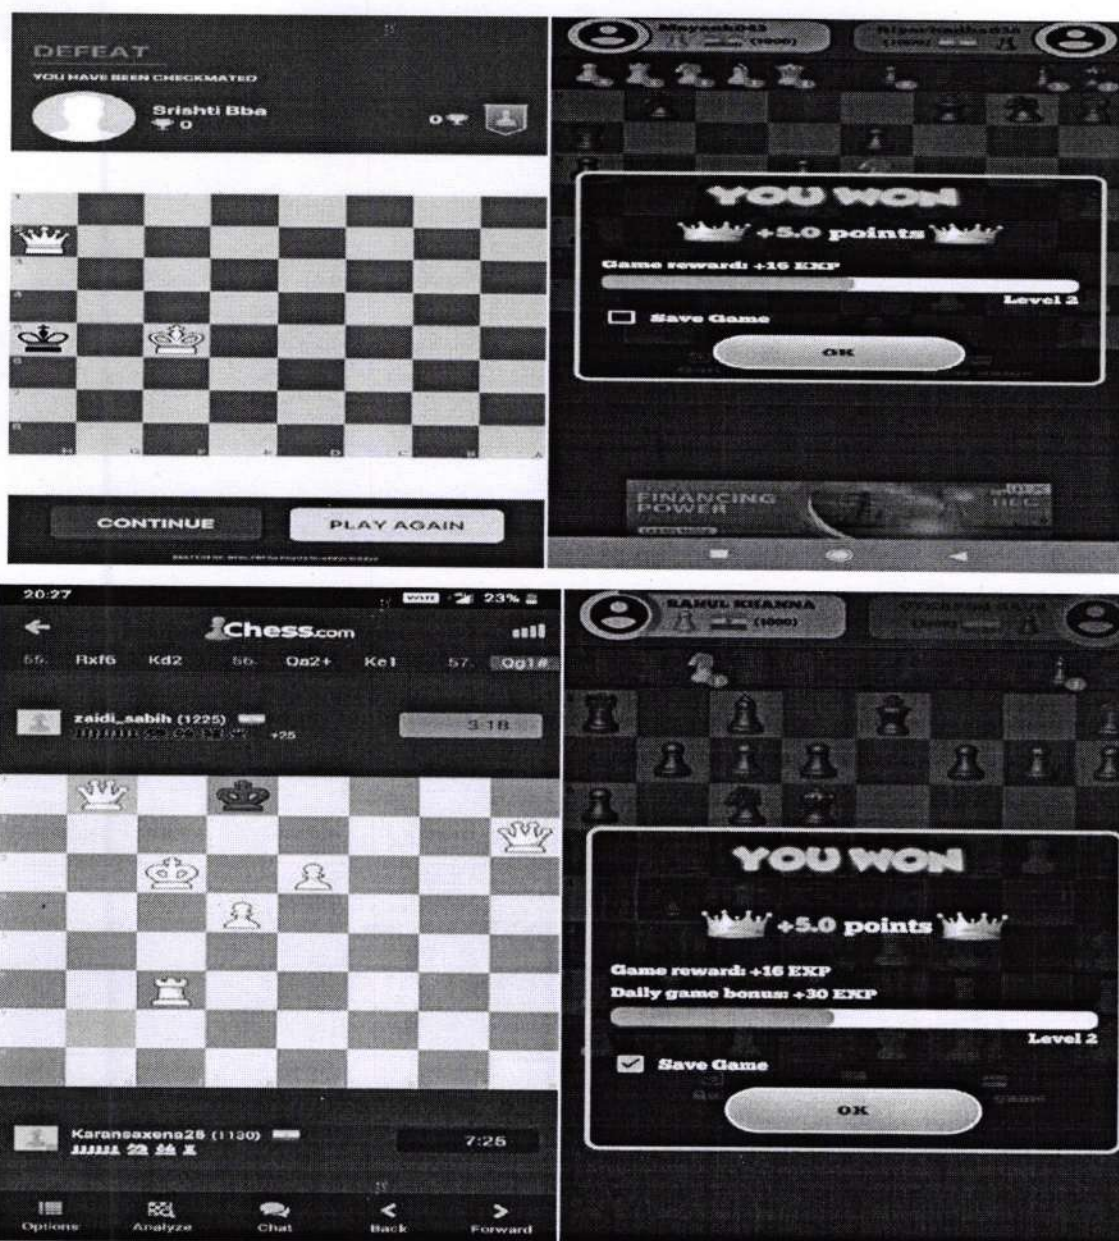 DEFEAT
YOU HAVE BEEN CHECKMATED
Srishti Bba
0
0
CONTINUE
PLAY AGAIN
(1000)
YOU WON
+5.0 points
Game reward: +16 EXP
Level 2
Save Game
OK
FINANCING
POWER
20:27
23%
Chess.com
55. Rxf6 Kd2 56. Qa2+ Ke1 57. Qg1#
zaidi_sabih (1225)
+25
3:18
Karansaxena25 (1130)
7:25
Options
Analyze
Chat
Back
Forward
RAHUL KHANNA
(1000)
YOU WON
+5.0 points
Game reward: +16 EXP
Daily game bonus: +30 EXP
Level 2
Save Game
OK